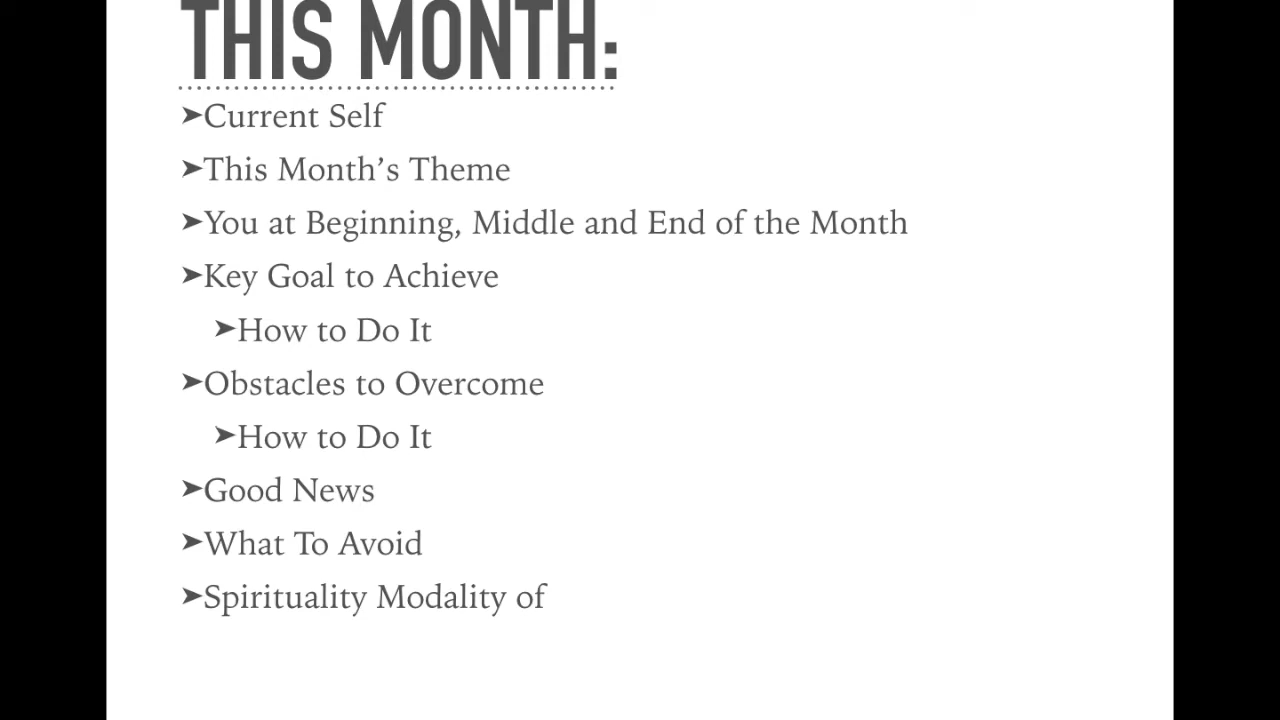 THIS MONTH:
➤Current Self
➤This Month’s Theme
➤You at Beginning, Middle and End of the Month
➤Key Goal to Achieve
➤How to Do It
➤Obstacles to Overcome
➤How to Do It
➤Good News
➤What To Avoid
➤Spirituality Modality of